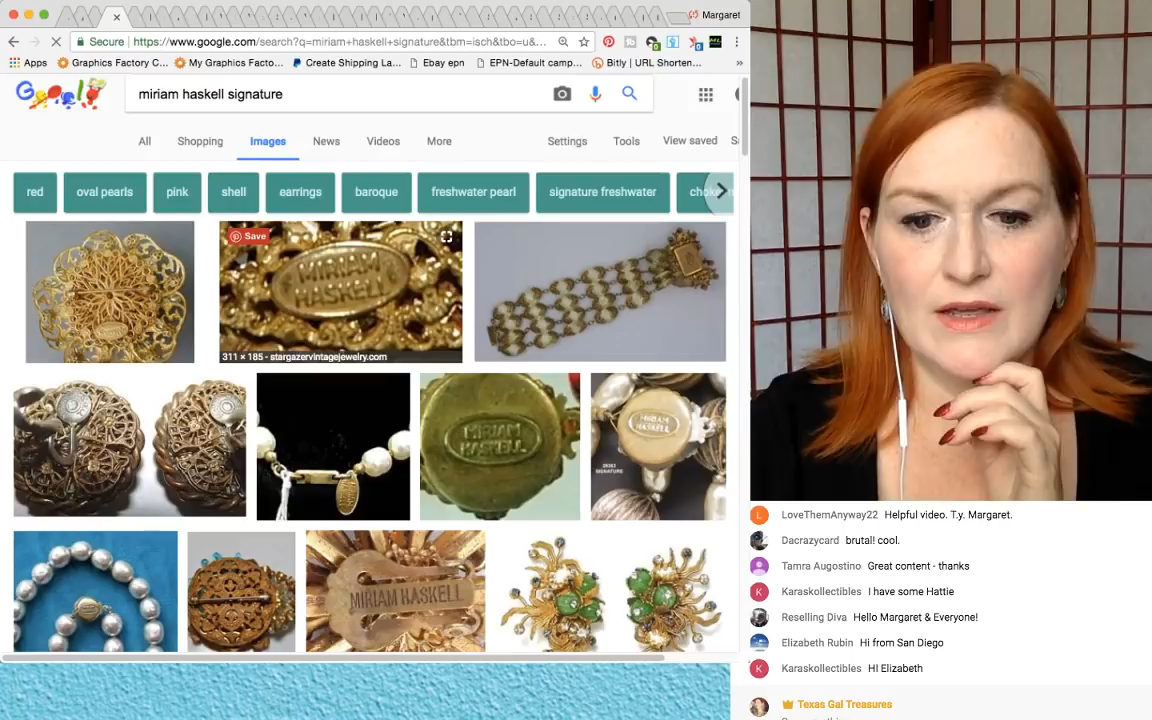 Margaret
Secure https://www.google.com/search?q=miriam+haskell+signature&tbm=isch&tbo=u&...
Apps Graphics Factory C... My Graphics Facto... Create Shipping La... Ebay epn EPN-Default camp... Bitly | URL Shorten...
miriam haskell signature
All Shopping Images News Videos More Settings Tools View saved
red oval pearls pink shell earrings baroque freshwater pearl signature freshwater
Save
MIRIAM
HASKELL
311 × 185 - stargazervintagejewelry.com
MIRIAM
HASKELL
MIRIAM
HASKELL
SIGNATURE
MIRIAM HASKELL
LoveThemAnyway22 Helpful video. T.y. Margaret.
Dacrazycard brutal! cool.
Tamra Augostino Great content - thanks
Karaskollectibles I have some Hattie
Reselling Diva Hello Margaret & Everyone!
Elizabeth Rubin Hi from San Diego
Karaskollectibles HI Elizabeth
Texas Gal Treasures